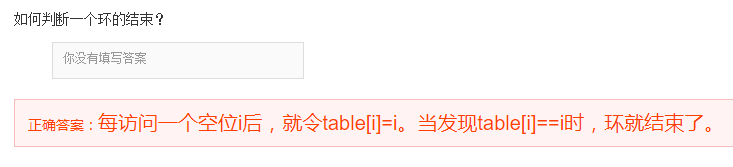 如何判断一个环的结束？
你没有填写答案
正确答案：每访问一个空位i后，就令table[i]=i。当发现table[i]==i时，环就结束了。